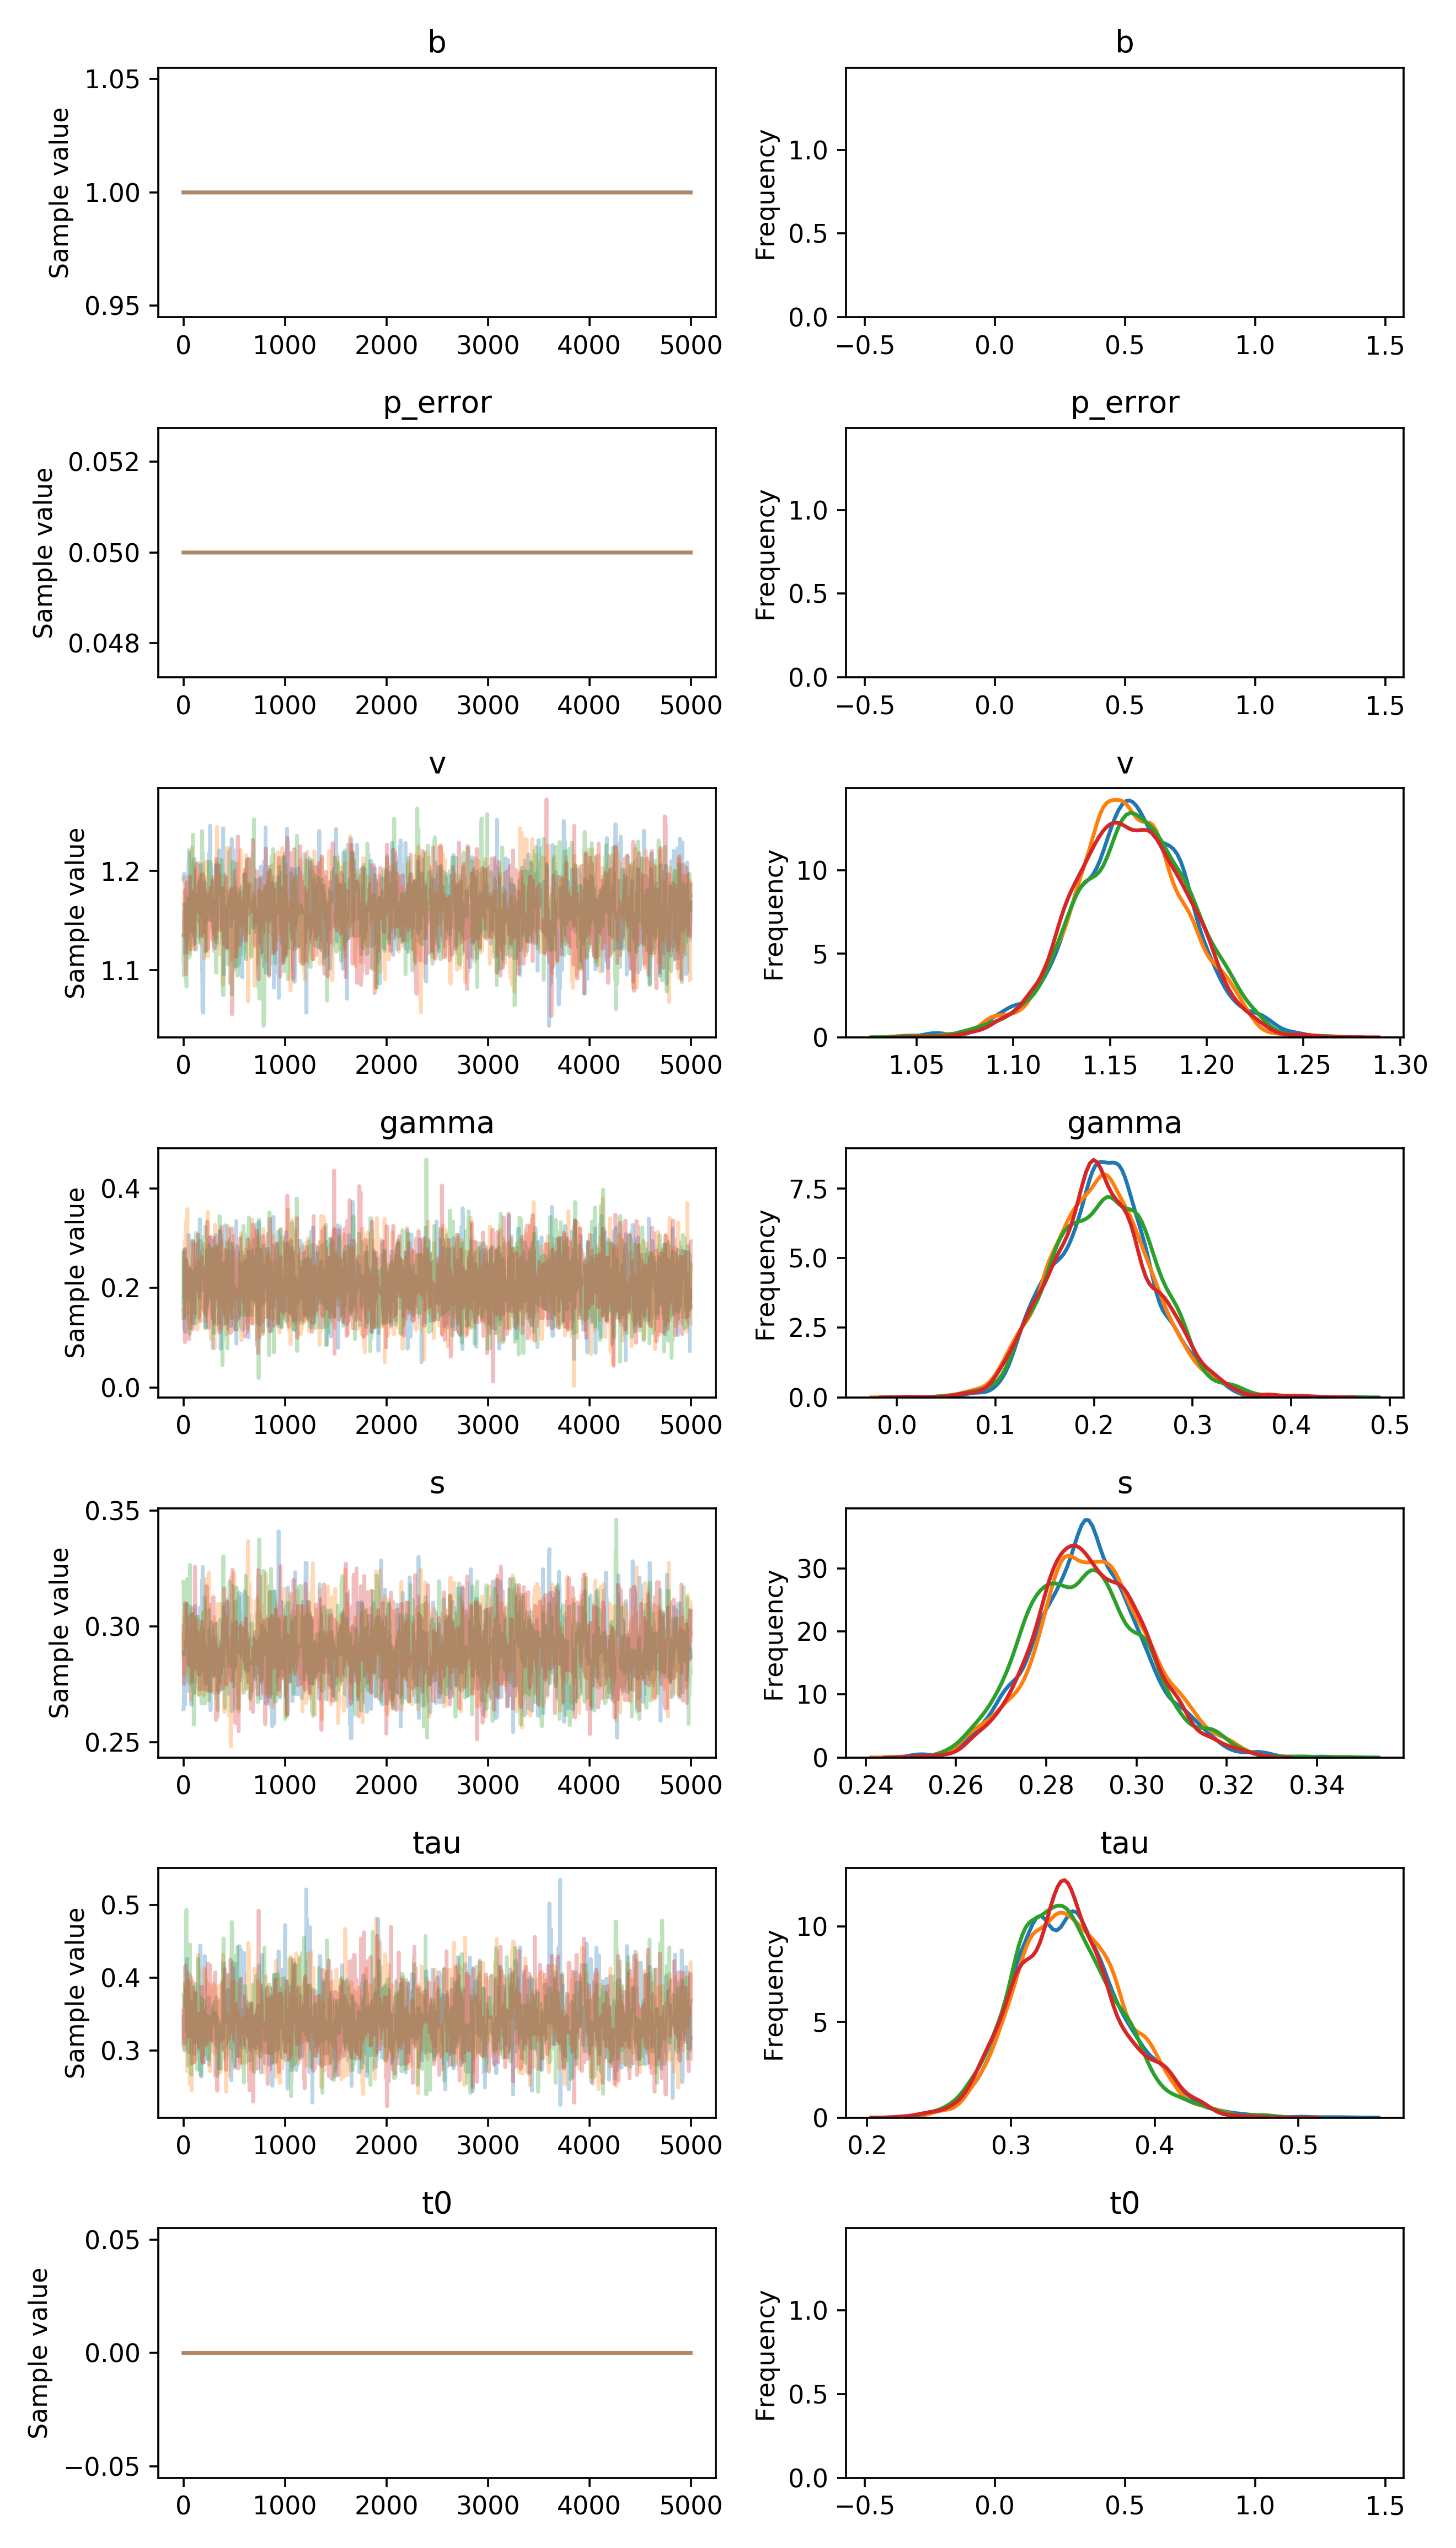 b
b
1.05
1.00
0.95
Sample value
0 1000 2000 3000 4000 5000
1.0
0.5
0.0
Frequency
−0.5 0.0 0.5 1.0 1.5
p_error
p_error
0.052
0.050
0.048
Sample value
0 1000 2000 3000 4000 5000
1.0
0.5
0.0
Frequency
−0.5 0.0 0.5 1.0 1.5
v
v
1.2
1.1
Sample value
0 1000 2000 3000 4000 5000
10
5
0
Frequency
1.05 1.10 1.15 1.20 1.25 1.30
gamma
gamma
0.4
0.2
0.0
Sample value
0 1000 2000 3000 4000 5000
7.5
5.0
2.5
0.0
Frequency
0.0 0.1 0.2 0.3 0.4 0.5
s
s
0.35
0.30
0.25
Sample value
0 1000 2000 3000 4000 5000
30
20
10
0
Frequency
0.24 0.26 0.28 0.30 0.32 0.34
tau
tau
0.5
0.4
0.3
Sample value
0 1000 2000 3000 4000 5000
10
5
0
Frequency
0.2 0.3 0.4 0.5
t0
t0
0.05
0.00
−0.05
Sample value
0 1000 2000 3000 4000 5000
1.0
0.5
0.0
Frequency
−0.5 0.0 0.5 1.0 1.5